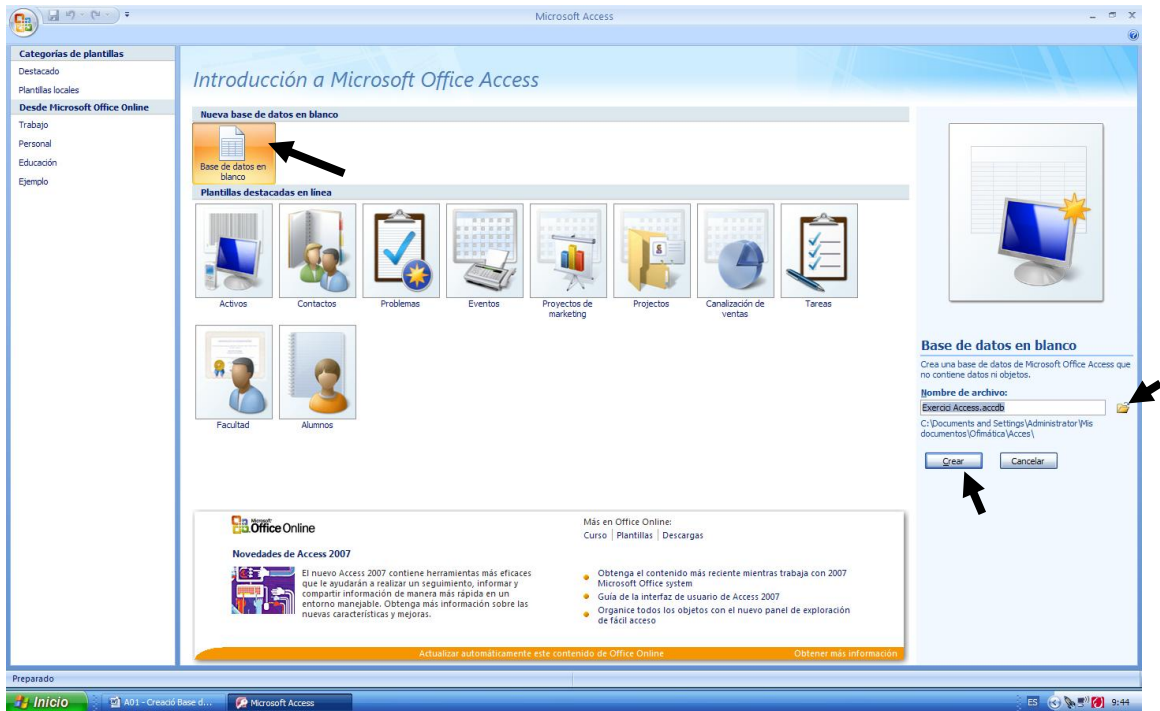 Microsoft Access
Categorías de plantillas
Destacado
Plantillas locales
Desde Microsoft Office Online
Trabajo
Personal
Educación
Ejemplo
Introducción a Microsoft Office Access
Nueva base de datos en blanco
Base de datos en
blanco
Plantillas destacadas en línea
Activos
Contactos
Problemas
Eventos
Proyectos de
marketing
Projectos
Canalización de
ventas
Tareas
Facultad
Alumnos
Base de datos en blanco
Crea una base de datos de Microsoft Office Access que
no contiene datos ni objetos.
Nombre de archivo:
Exercici Access.accdb
C:\Documents and Settings\Administrator\Mis
documentos\Ofimática\Acces\
Crear
Cancelar
Microsoft
Office Online
Novedades de Access 2007
El nuevo Access 2007 contiene herramientas más eficaces
que le ayudarán a realizar un seguimiento, informar y
compartir información de manera más rápida en un
entorno manejable. Obtenga más información sobre las
nuevas características y mejoras.
Más en Office Online:
Curso | Plantillas | Descargas
Obtenga el contenido más reciente mientras trabaja con 2007
Microsoft Office system
Guía de la interfaz de usuario de Access 2007
Organice todos los objetos con el nuevo panel de exploración
de fácil acceso
Actualizar automáticamente este contenido de Office Online
Obtener más información
Preparado
Inicio
A01 - Creació Base d...
Microsoft Access
ES
9:44